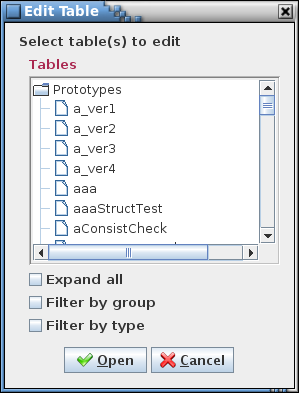 Edit Table
Select table(s) to edit
Tables
Prototypes
a_ver1
a_ver2
a_ver3
a_ver4
aaa
aaaStructTest
aConsistCheck
Expand all
Filter by group
Filter by type
Open Cancel